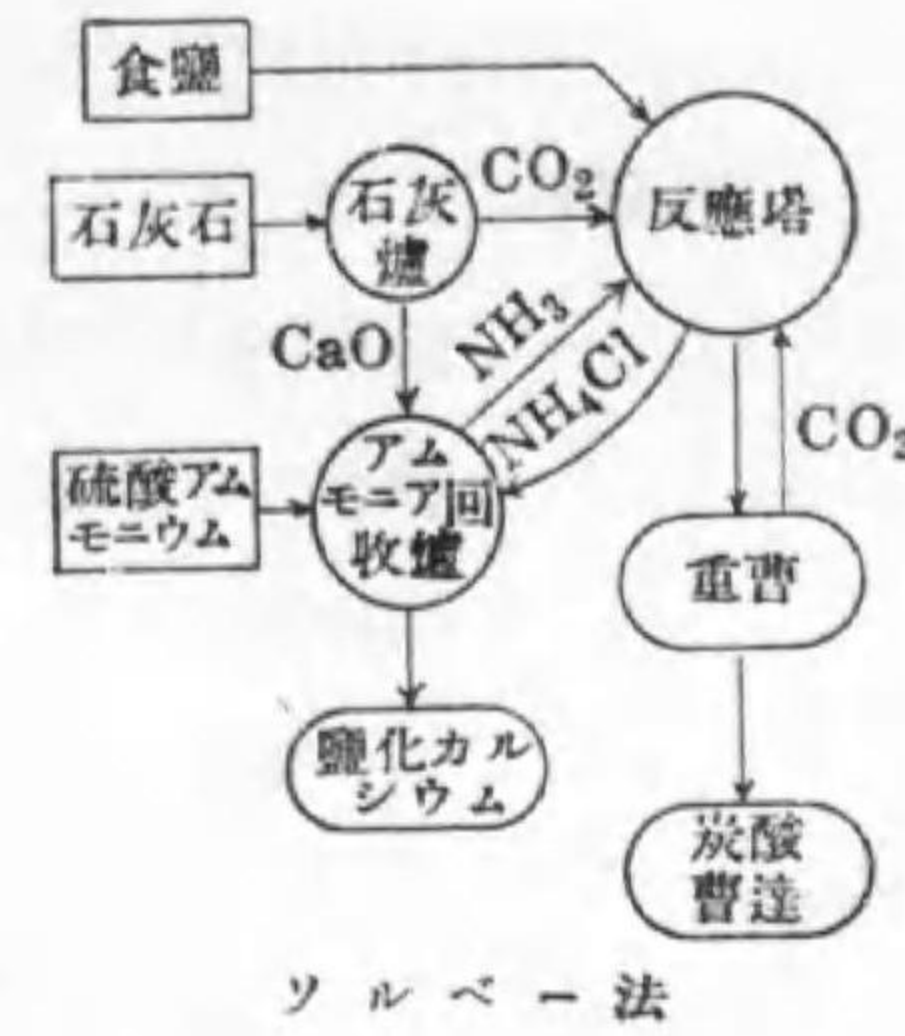 食鹽
石灰石
石灰
爐
CO₂
反應塔
CaO
NH₃
NH₄Cl
CO₂
硫酸アム
モニウム
アム
モニア回
收爐
重曹
鹽化カル
シウム
炭酸
曹達
ソルベー法